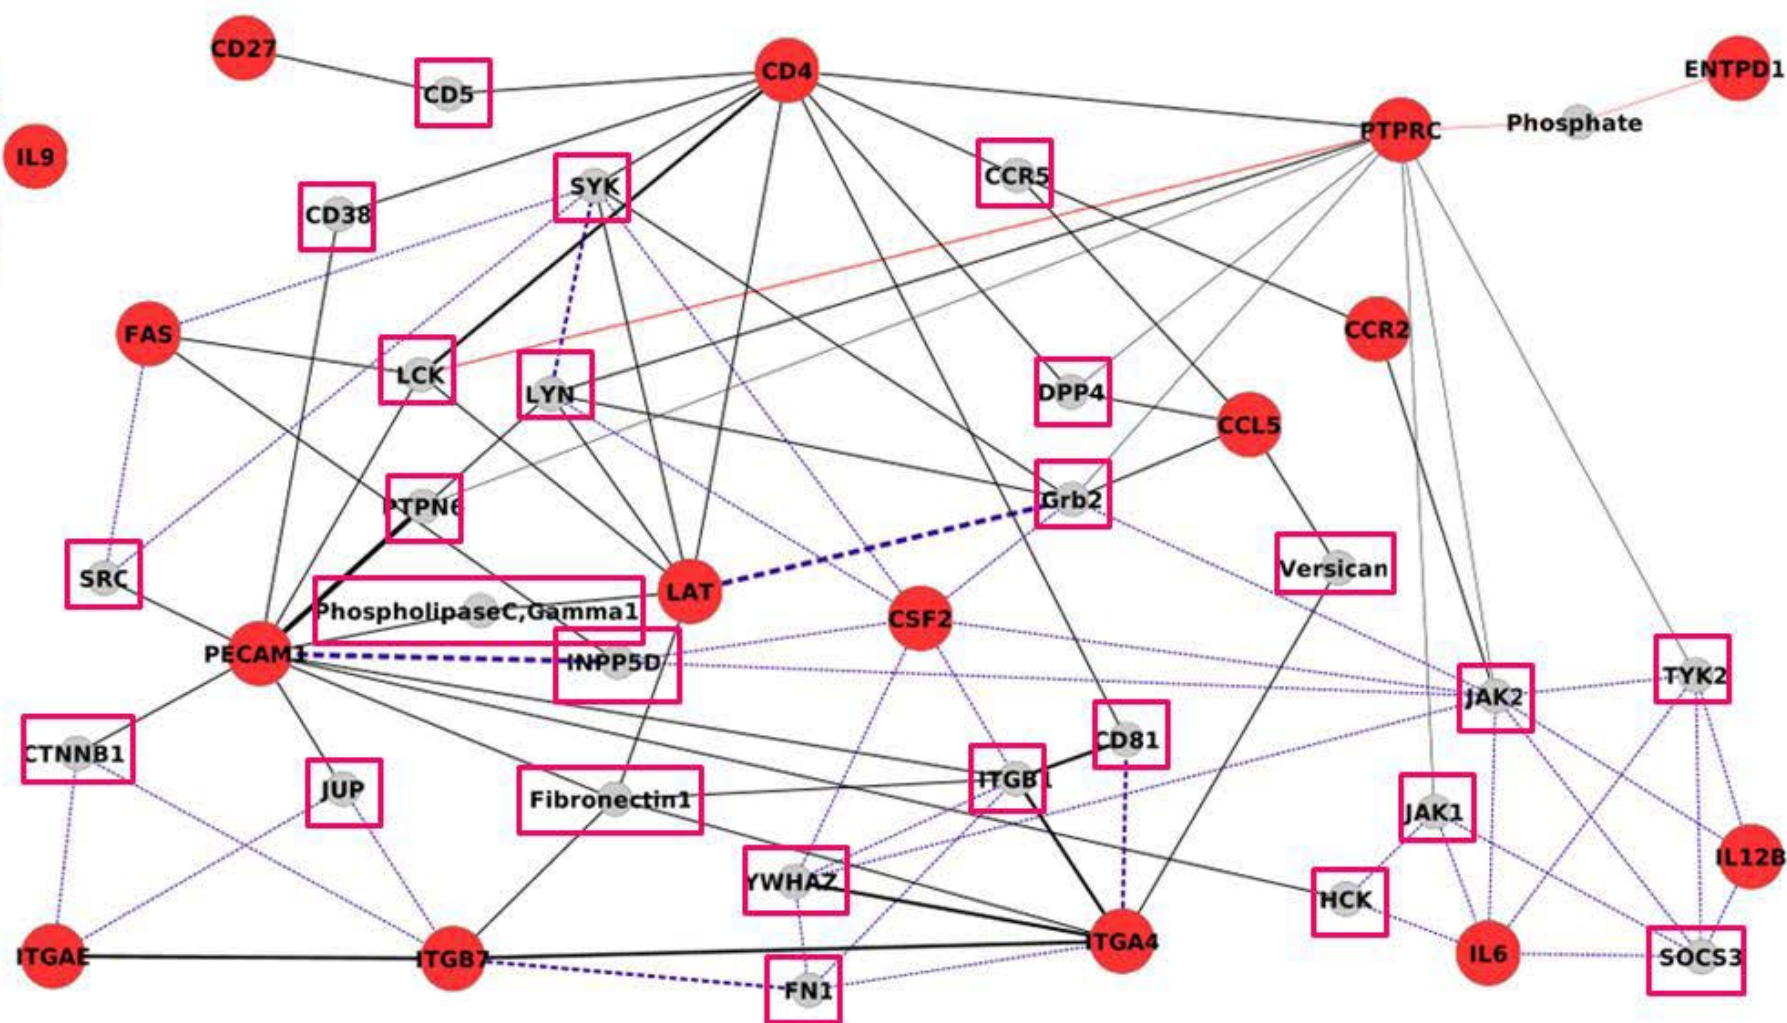 CD27
CD4
ENTPD1
CD5
Phosphate
PTPRC
IL9
CCR5
SYK
CD38
CCR2
FAS
LCK
DPP4
LYN
CCL5
Grb2
PTPN6
Versican
SRC
LAT
PhospholipaseC,Gamma1
CSF2
PECAM1
INPP5D
TYK2
JAK2
CD81
CTNNB1
ITGB1
JUP
Fibronectin1
JAK1
IL12B
YWHAZ
HCK
ITGA4
IL6
ITGAE
ITGB7
SOCS3
FN1